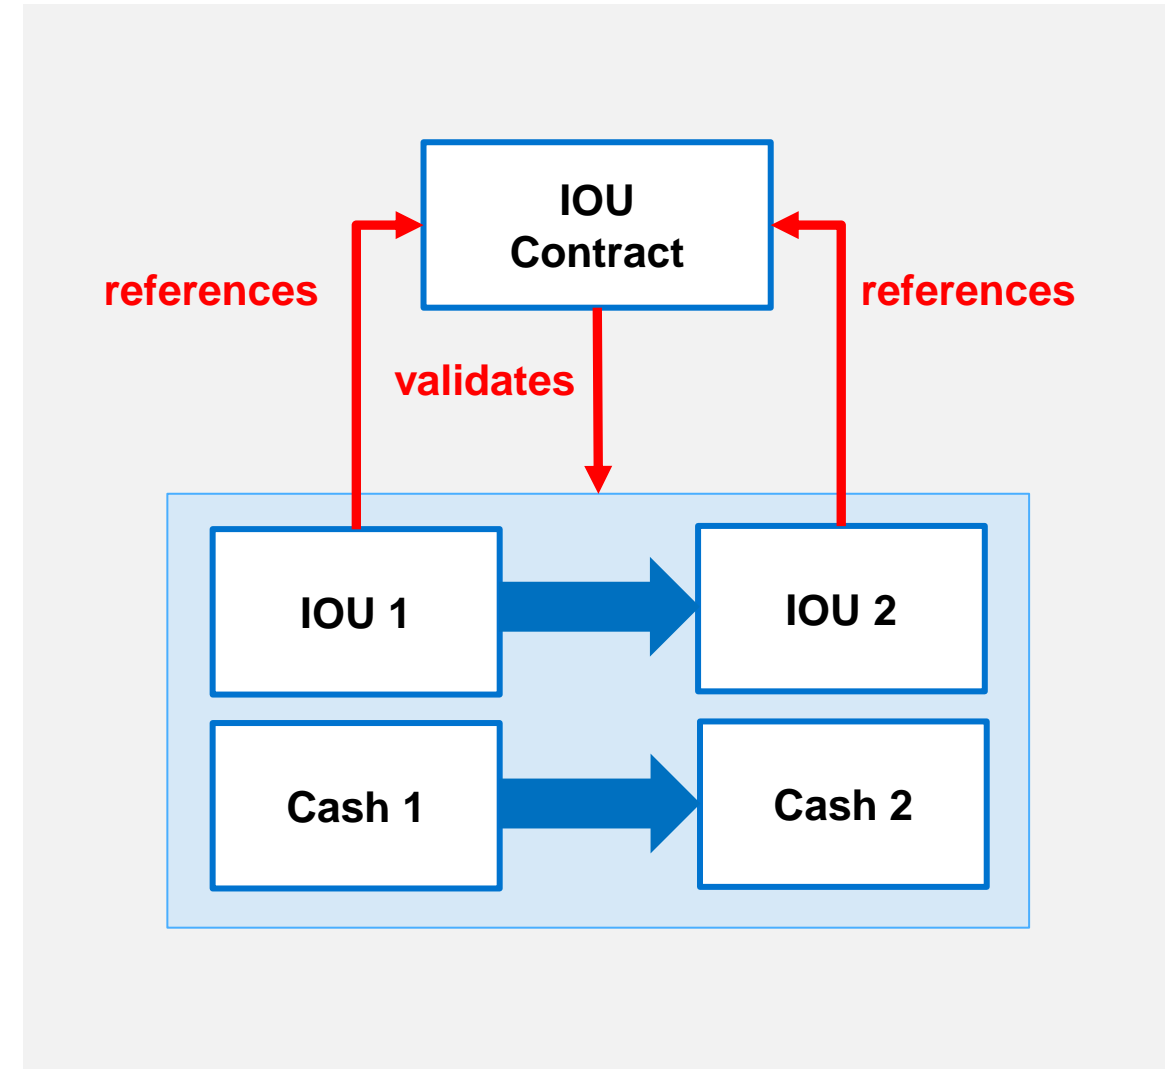 IOU
Contract
references
references
validates
IOU 1
IOU 2
Cash 1
Cash 2